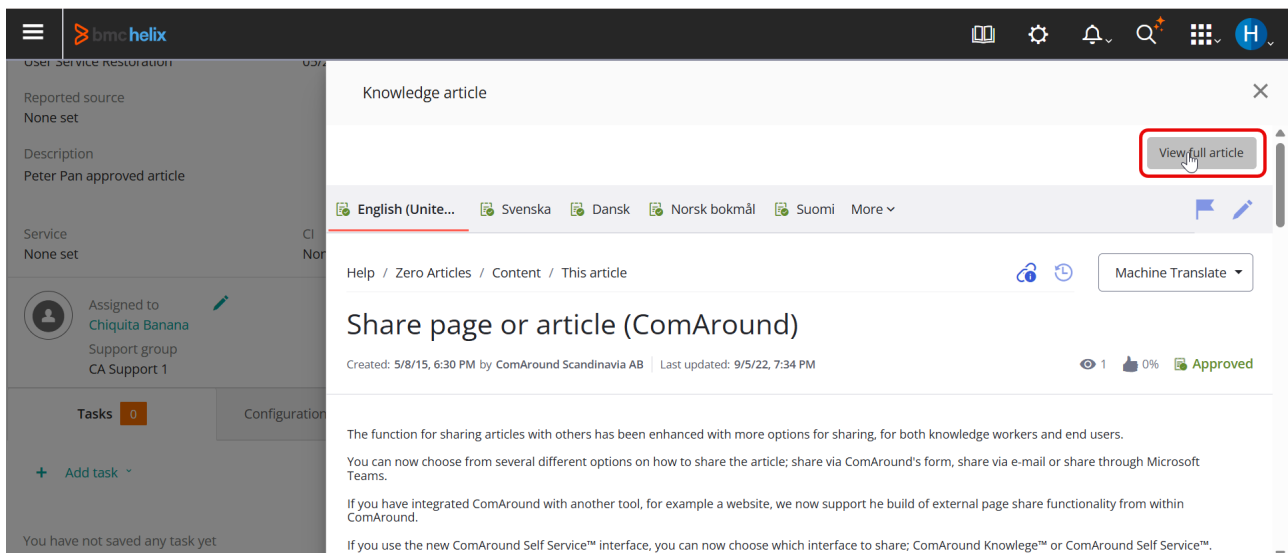 bmc helix
H
User Service Restoration
Reported source
None set
Description
Peter Pan approved article
Service
CI
None set
Assigned to
Chiquita Banana
Support group
CA Support 1
Tasks 0
Configuration
+ Add task
You have not saved any task yet
Knowledge article
View full article
English (Unite...
Svenska
Dansk
Norsk bokmål
Suomi
More
Help / Zero Articles / Content / This article
Machine Translate
Share page or article (ComAround)
Created: 5/8/15, 6:30 PM by ComAround Scandinavia AB | Last updated: 9/5/22, 7:34 PM
1
0%
Approved
The function for sharing articles with others has been enhanced with more options for sharing, for both knowledge workers and end users.
You can now choose from several different options on how to share the article; share via ComAround's form, share via e-mail or share through Microsoft
Teams.
If you have integrated ComAround with another tool, for example a website, we now support he build of external page share functionality from within
ComAround.
If you use the new ComAround Self Service™ interface, you can now choose which interface to share; ComAround Knowlege™ or ComAround Self Service™.